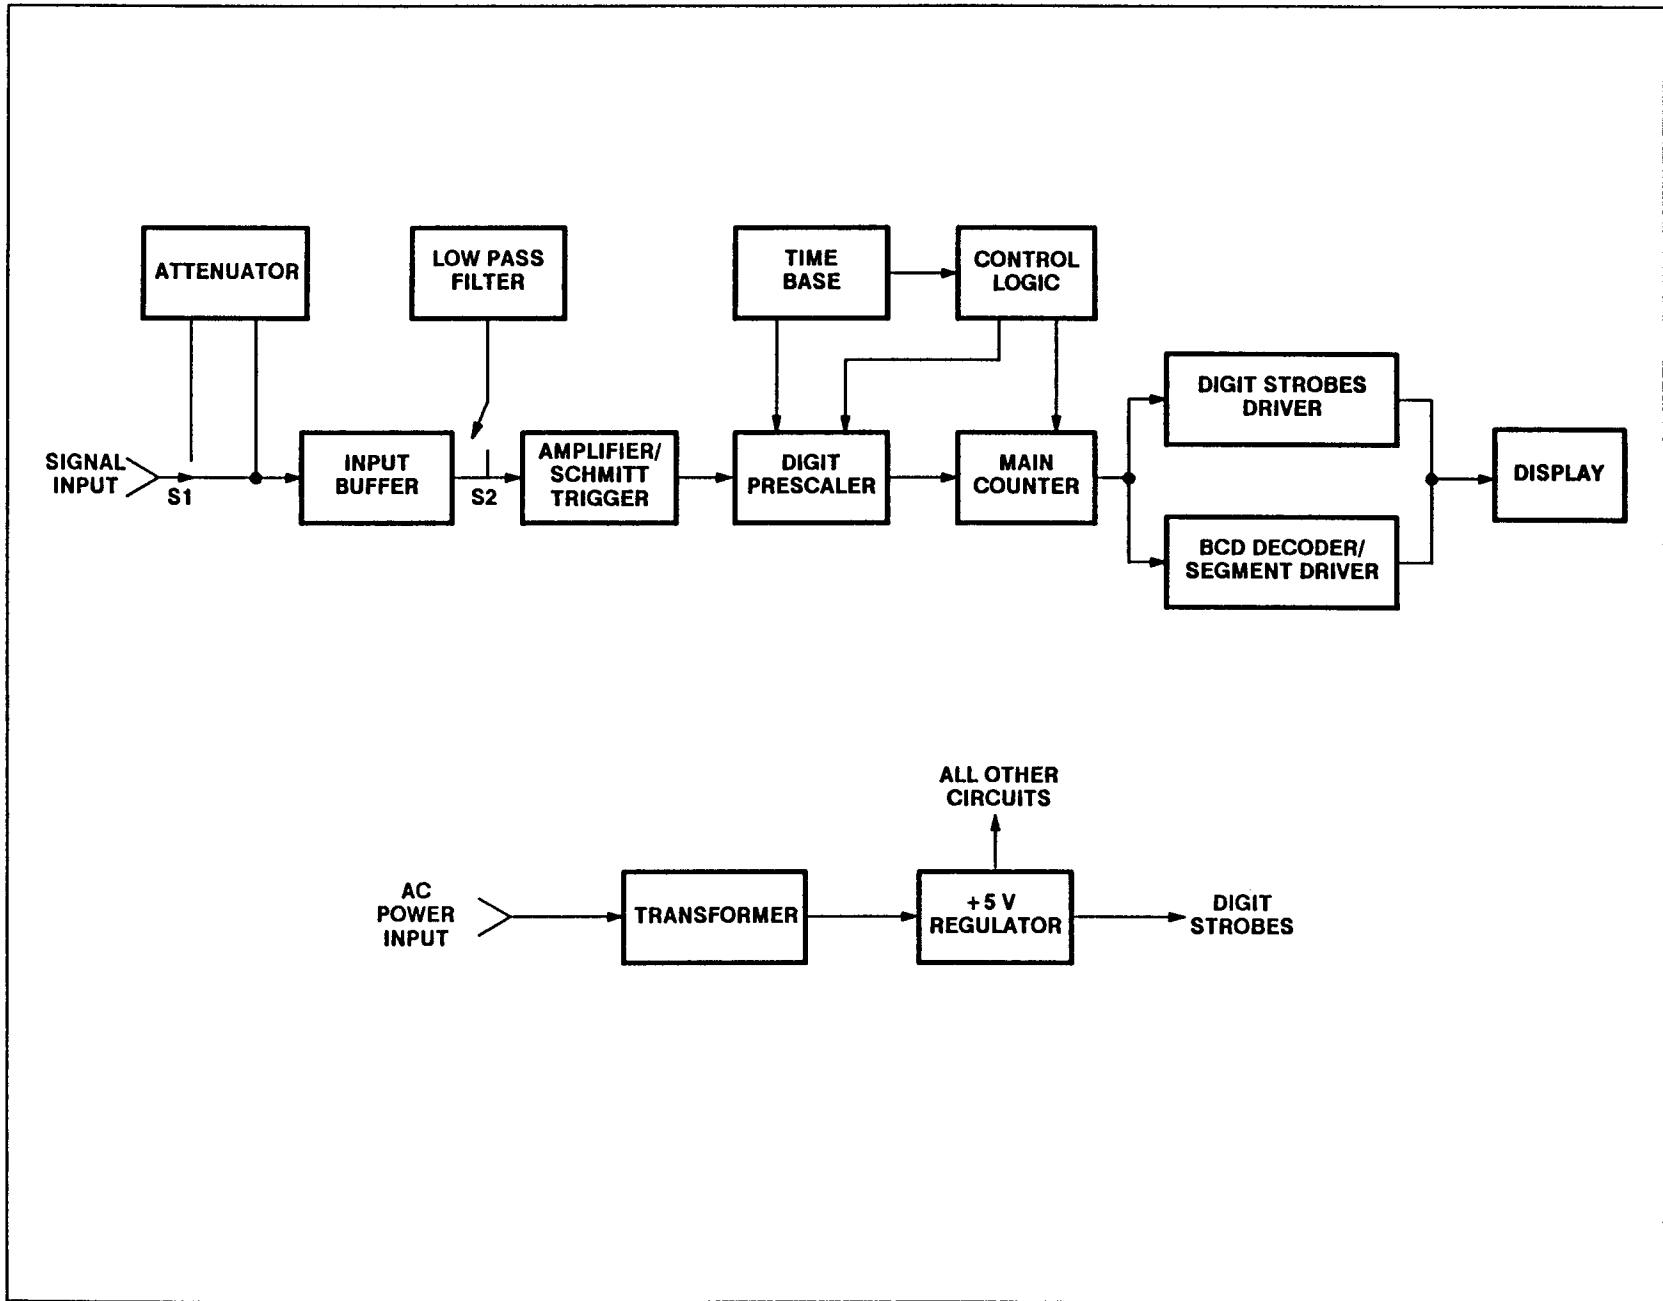 ATTENUATOR
LOW PASS
FILTER
TIME
BASE
CONTROL
LOGIC
DIGIT STROBES
DRIVER
SIGNAL
INPUT
S1
INPUT
BUFFER
S2
AMPLIFIER/
SCHMITT
TRIGGER
DIGIT
PRESCALER
MAIN
COUNTER
DISPLAY
BCD DECODER/
SEGMENT DRIVER
ALL OTHER
CIRCUITS
AC
POWER
INPUT
TRANSFORMER
+5 V
REGULATOR
DIGIT
STROBES